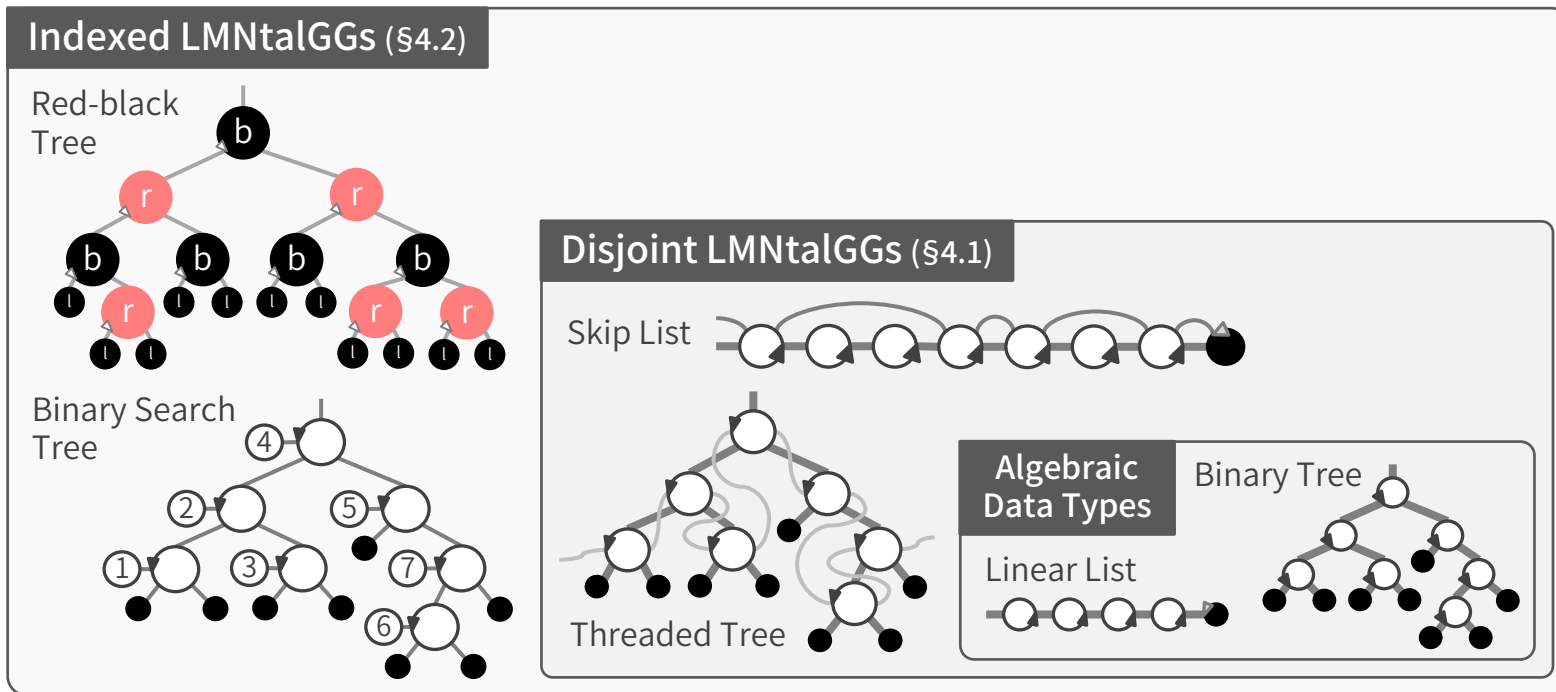 Indexed LMNtalGGs (§4.2)
Red-black
Tree
b
r
r
b
b
b
b
l
r
l
l
l
l
r
r
l
l
l
l
l
l
Binary Search
Tree
4
2
5
1
3
7
6
Disjoint LMNtalGGs (§4.1)
Skip List
Threaded Tree
Algebraic
Data Types
Binary Tree
Linear List